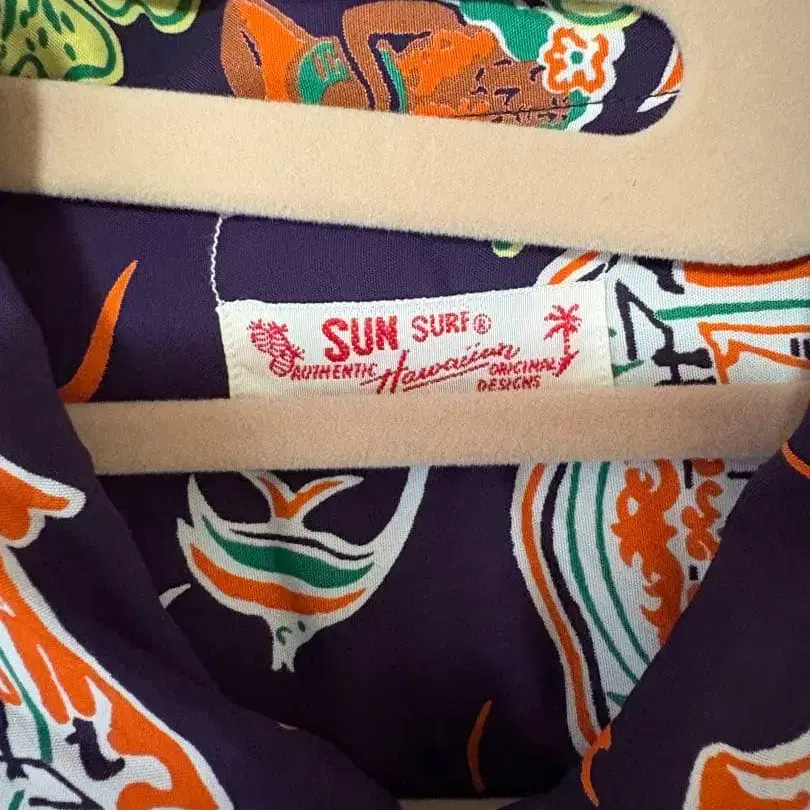 SUN SURF®
AUTHENTIC Hawaiian ORIGINAL
DESIGNS